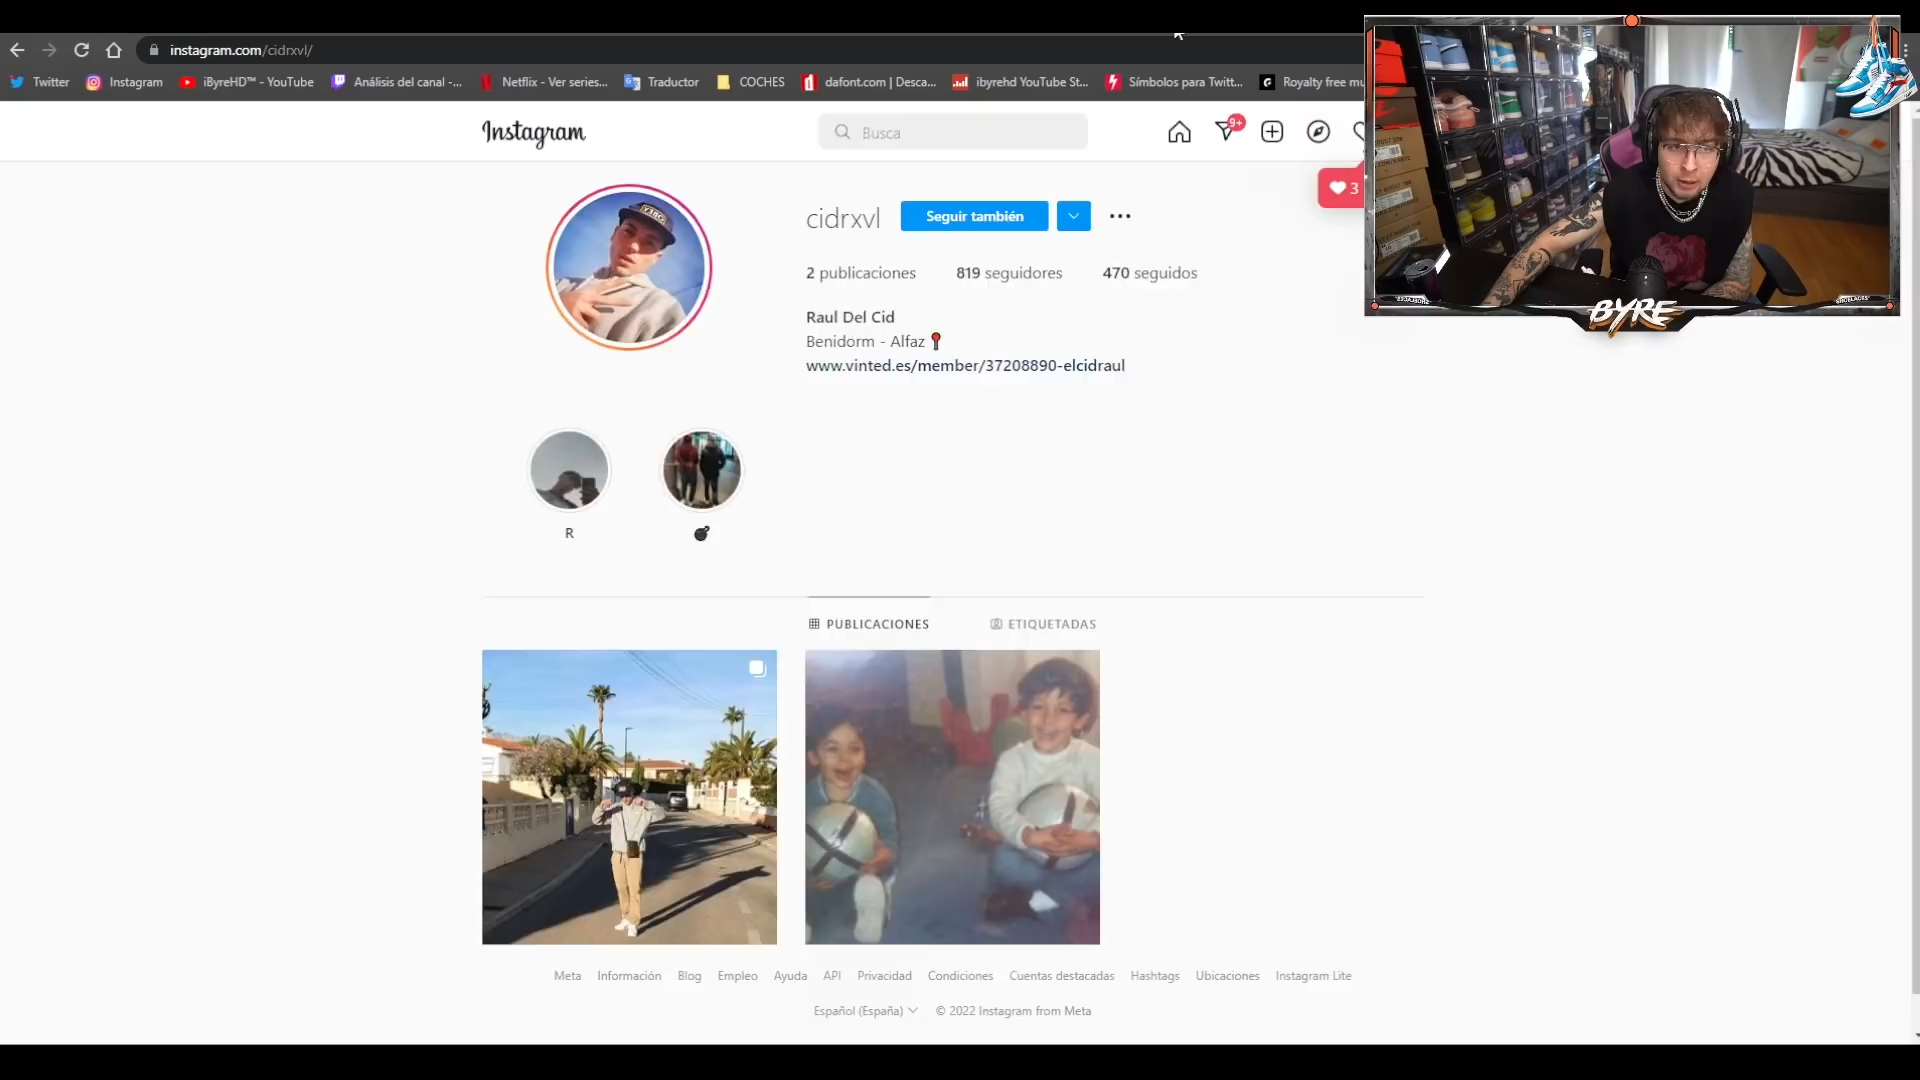 instagram.com/cidrxvl/
Twitter
Instagram
iByreHD™ - YouTube
Análisis del canal -...
Netflix - Ver series...
Traductor
COCHES
dafont.com | Desca...
ibyrehd YouTube St...
Símbolos para Twitt...
Royalty free mu
Instagram
Busca
9+
3
cidrxvl
Seguir también
2 publicaciones
819 seguidores
470 seguidos
Raul Del Cid
Benidorm - Alfaz
www.vinted.es/member/37208890-elcidraul
R
PUBLICACIONES
ETIQUETADAS
Meta
Información
Blog
Empleo
Ayuda
API
Privacidad
Condiciones
Cuentas destacadas
Hashtags
Ubicaciones
Instagram Lite
Español (España)
© 2022 Instagram from Meta
BYRE